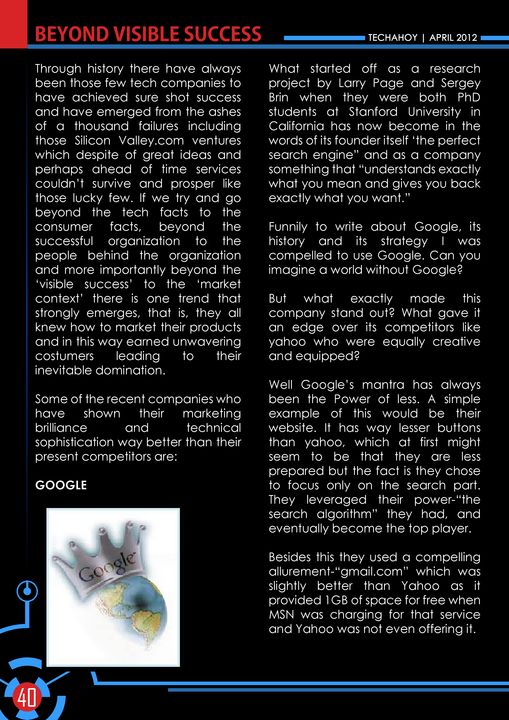 BEYOND VISIBLE SUCCESS
TECHAHOY | APRIL 2012
Through history there have always
been those few tech companies to
have achieved sure shot success
and have emerged from the ashes
of a thousand failures including
those Silicon Valley.com ventures
which despite of great ideas and
perhaps ahead of time services
couldn't survive and prosper like
those lucky few. If we try and go
beyond the tech facts to the
consumer facts, beyond the
successful organization to the
people behind the organization
and more importantly beyond the
'visible success' to the 'market
context' there is one trend that
strongly emerges, that is, they all
knew how to market their products
and in this way earned unwavering
costumers leading to their
inevitable domination.
Some of the recent companies who
have shown their marketing
brilliance and technical
sophistication way better than their
present competitors are:
GOOGLE
Google
What started off as a research
project by Larry Page and Sergey
Brin when they were both PhD
students at Stanford University in
California has now become in the
words of its founder itself 'the perfect
search engine" and as a company
something that "understands exactly
what you mean and gives you back
exactly what you want."
Funnily to write about Google, its
history and its strategy I was
compelled to use Google. Can you
imagine a world without Google?
But what exactly made this
company stand out? What gave it
an edge over its competitors like
yahoo who were equally creative
and equipped?
Well Google's mantra has always
been the Power of less. A simple
example of this would be their
website. It has way lesser buttons
than yahoo, which at first might
seem to be that they are less
prepared but the fact is they chose
to focus only on the search part.
They leveraged their power-"the
search algorithm" they had, and
eventually become the top player.
Besides this they used a compelling
allurement-"gmail.com" which was
slightly better than Yahoo as it
provided 1GB of space for free when
MSN was charging for that service
and Yahoo was not even offering it.
40